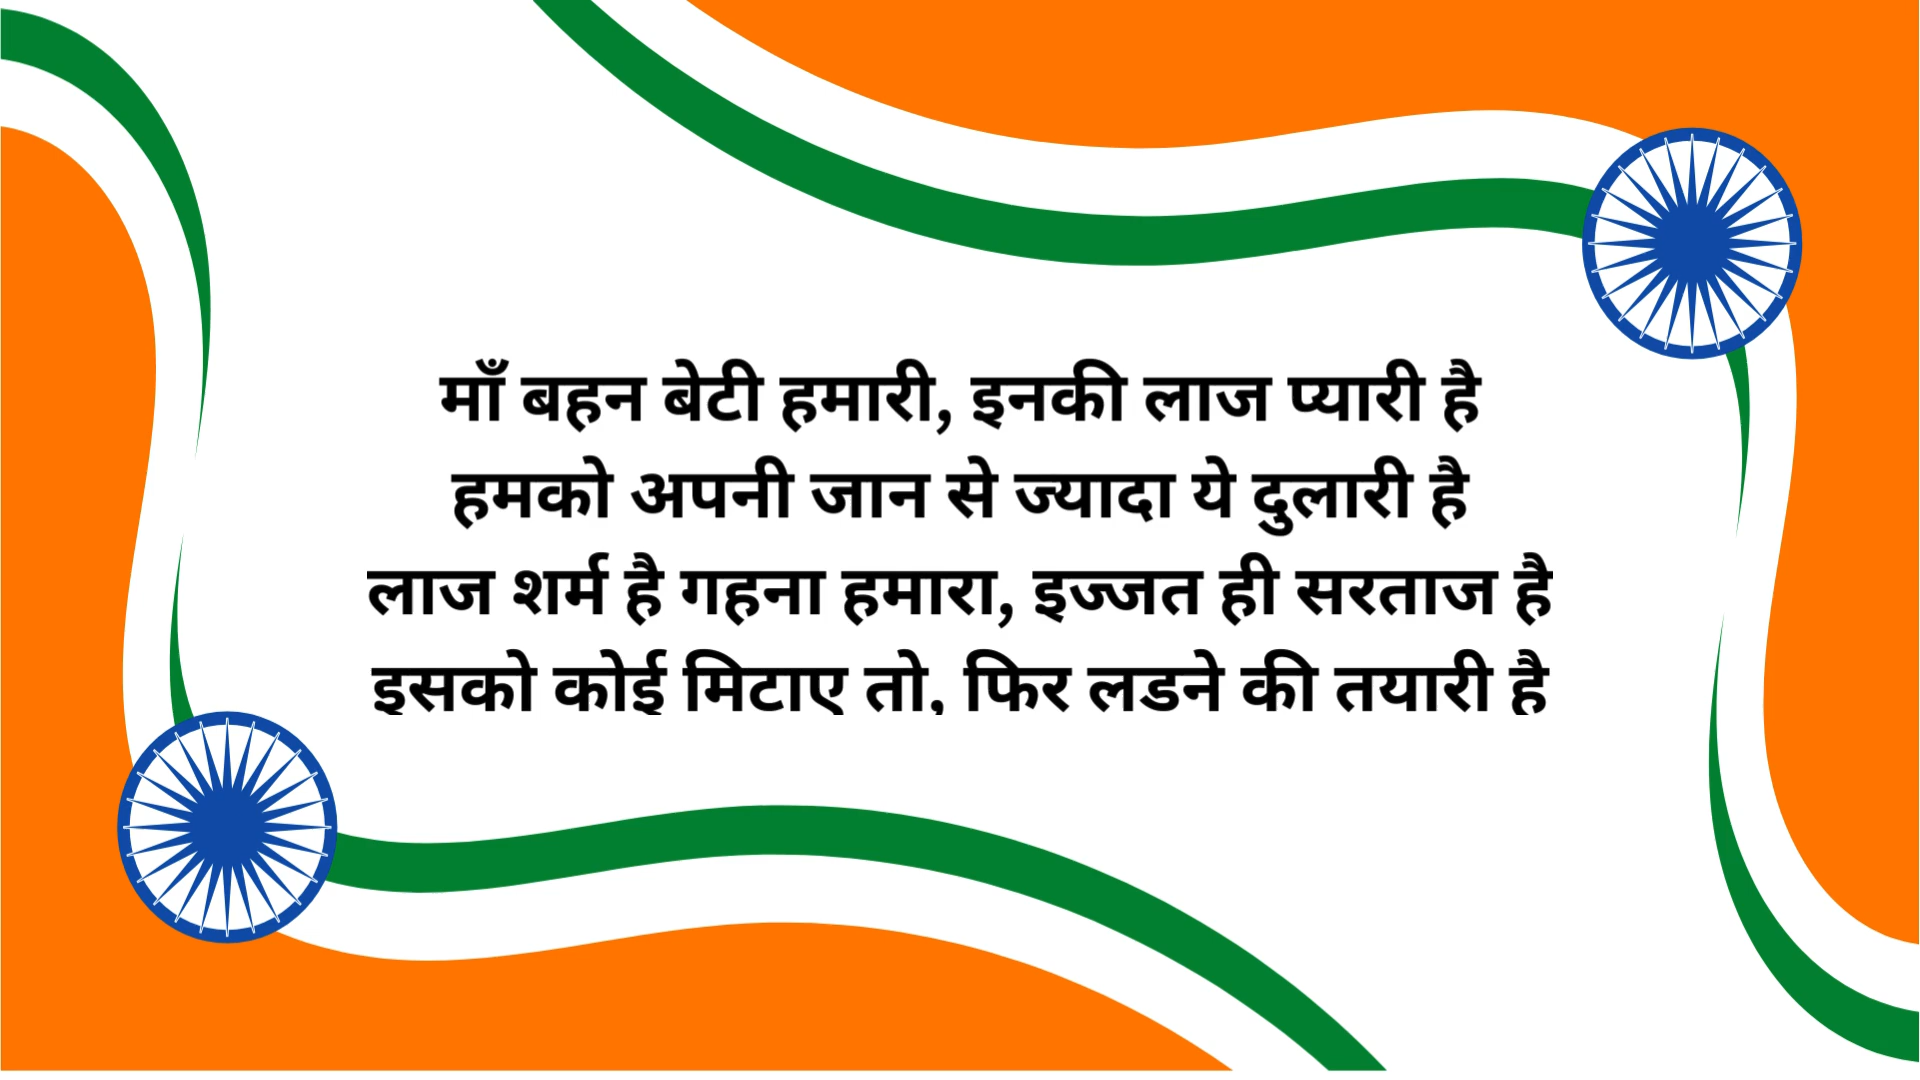 माँ बहन बेटी हमारी, इनकी लाज प्यारी है
हमको अपनी जान से ज्यादा ये दुलारी है
लाज शर्म है गहना हमारा, इज्जत ही सरताज है
इसको कोई मिटाए तो, फिर लडने की तयारी है